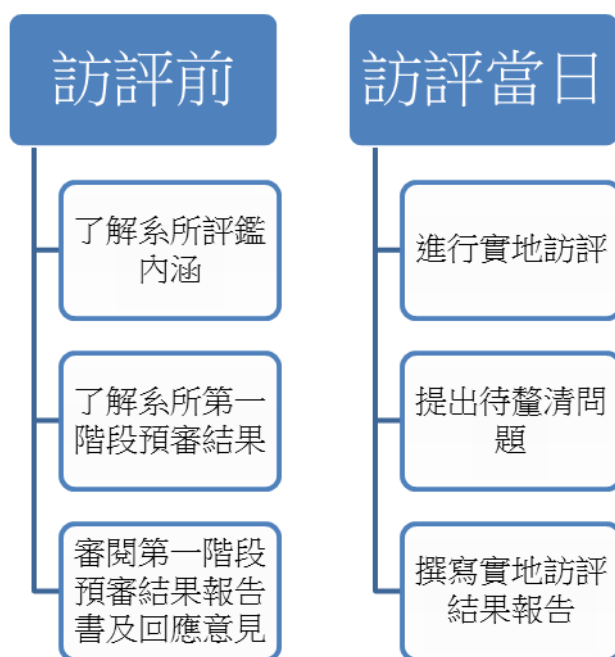 訪評前
了解系所評鑑
內涵
了解系所第一
階段預審結果
審閱第一階段
預審結果報告
書及回應意見
訪評當日
進行實地訪評
提出待釐清問
題
撰寫實地訪評
結果報告